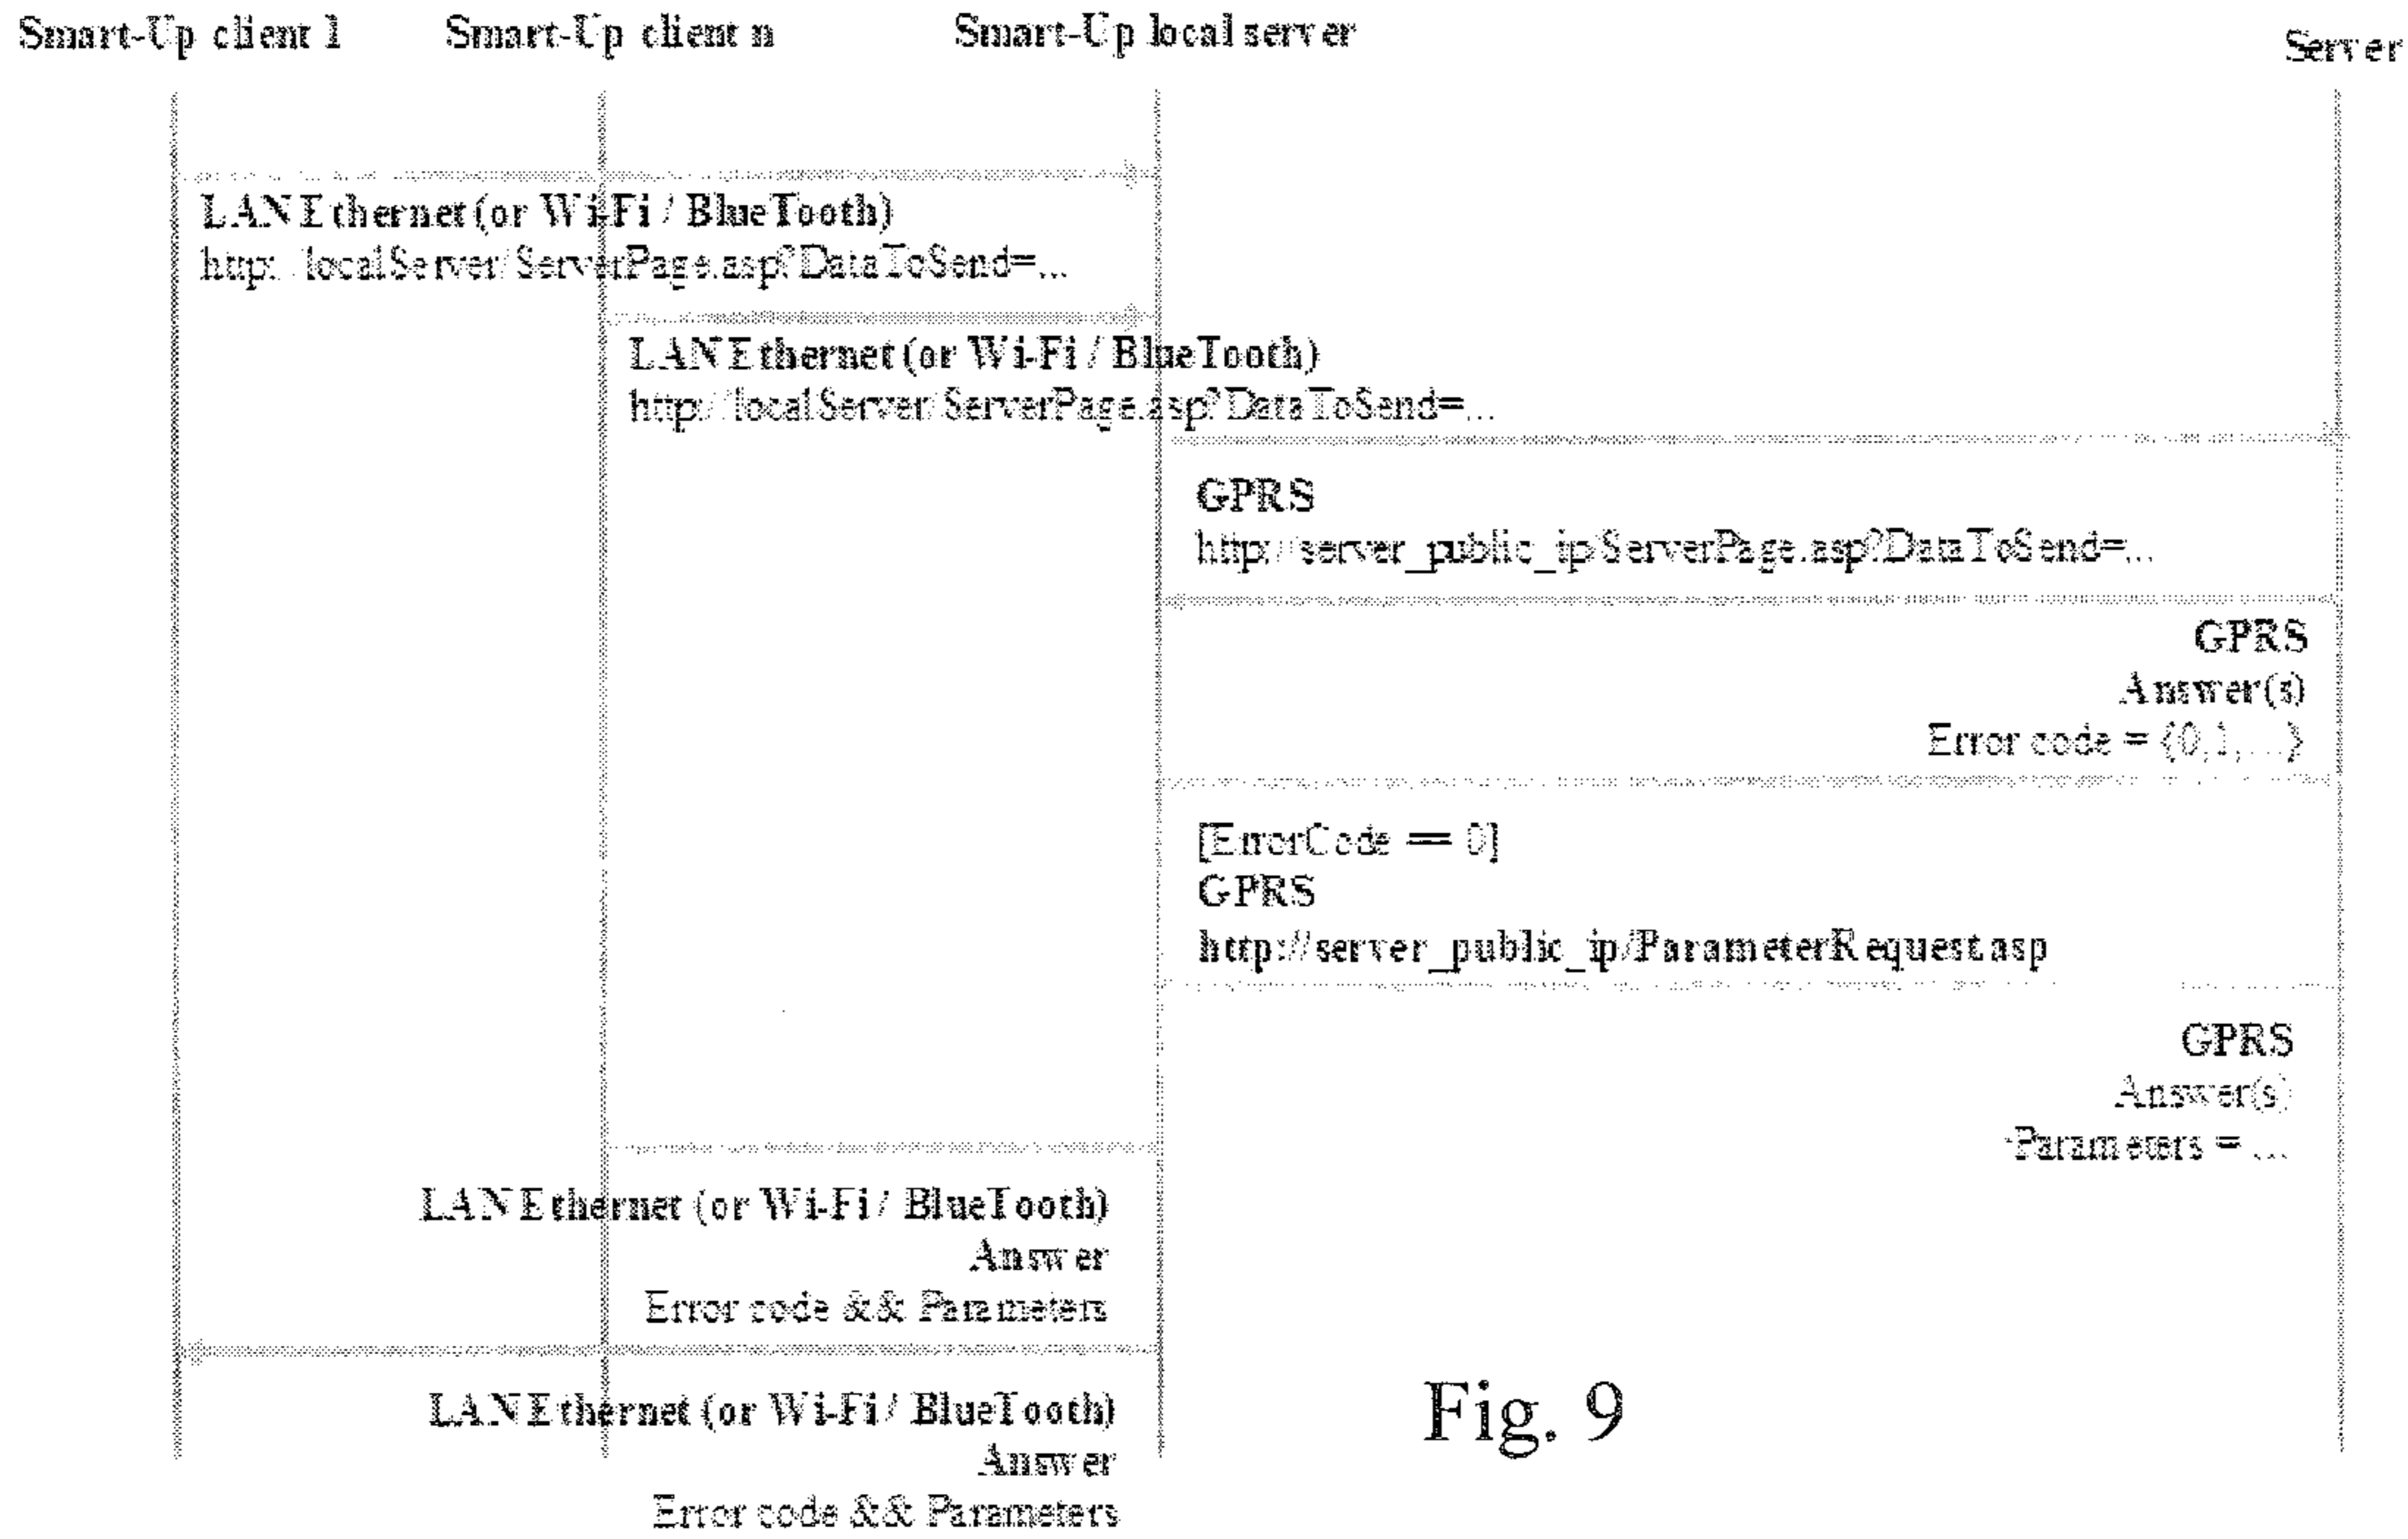 Smart-Up client 1
Smart-Up client n
Smart-Up local server
Server
LAN Ethernet (or Wi-Fi / BlueTooth)
http://localServer/ServerPage.asp?DataToSend=...
LAN Ethernet (or Wi-Fi / BlueTooth)
http://localServer/ServerPage.asp?DataToSend=...
GPRS
http://server_public_ip/ServerPage.asp?DataToSend=...
GPRS
Answer(s)
Error code = {0,1,...}
[ErrorCode == 0]
GPRS
http://server_public_ip/ParameterRequest.asp
GPRS
Answer(s)
Parameters = ...
LAN Ethernet (or Wi-Fi / BlueTooth)
Answer
Error code && Parameters
LAN Ethernet (or Wi-Fi / BlueTooth)
Answer
Error code && Parameters
Fig. 9